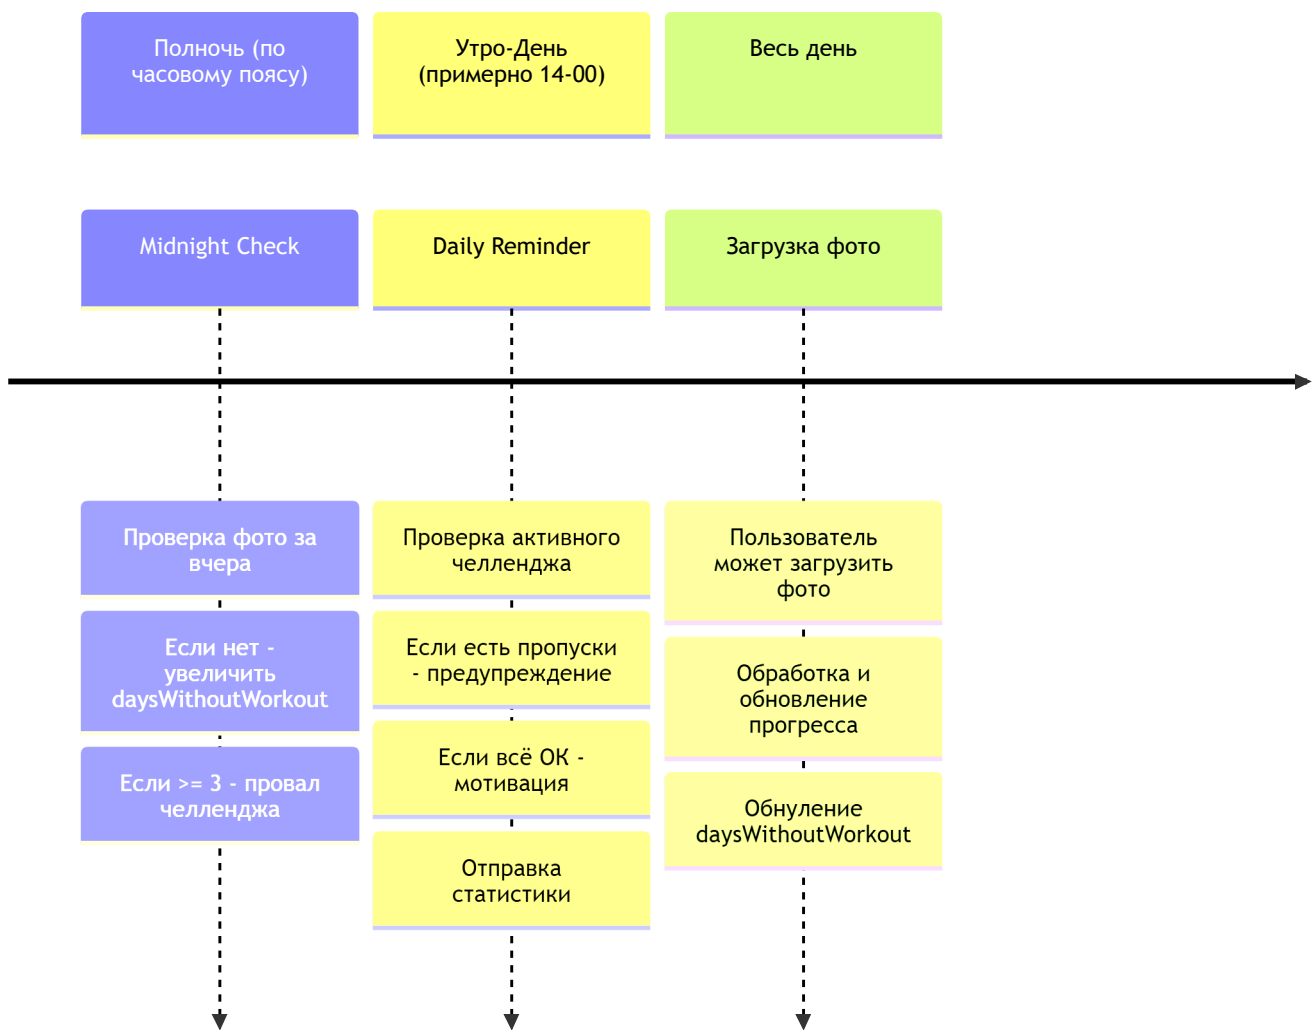 Полночь (по
часовому поясу)
Утро-День
(примерно 14-00)
Весь день
Midnight Check
Daily Reminder
Загрузка фото
Проверка фото за
вчера
Если нет -
увеличить
daysWithoutWorkout
Если >= 3 - провал
челленджа
Проверка активного
челленджа
Если есть пропуски
- предупреждение
Если всё ОК -
мотивация
Отправка
статистики
Пользователь
может загрузить
фото
Обработка и
обновление
прогресса
Обнуление
daysWithoutWorkout